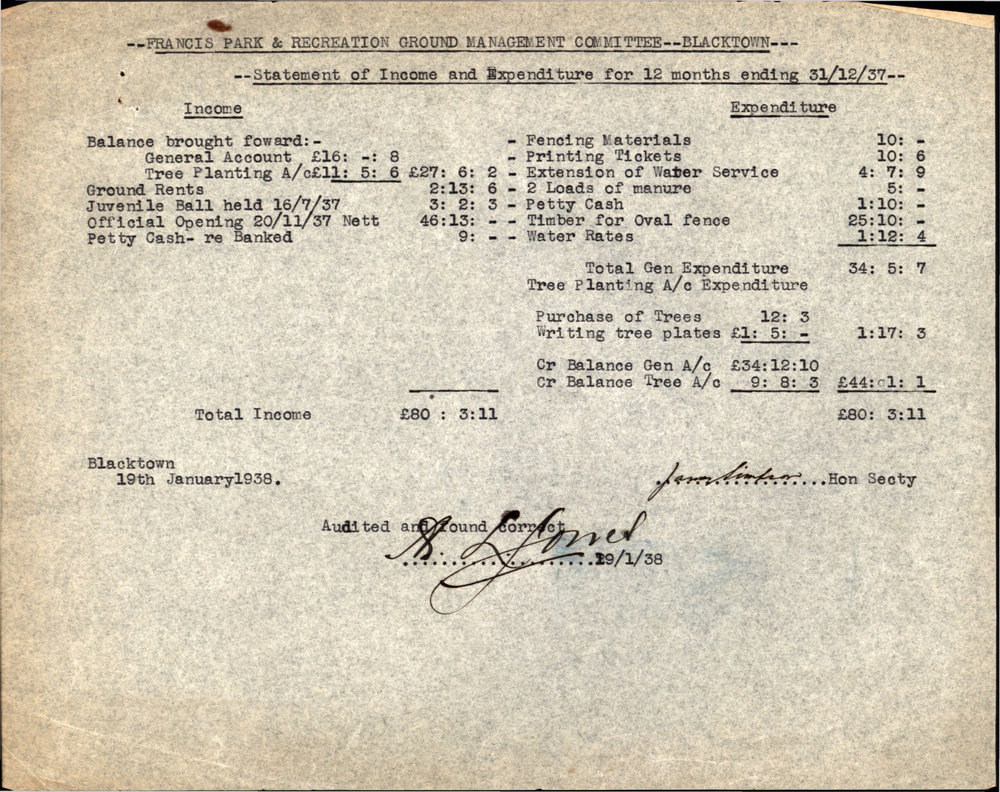 --FRANCIS PARK & RECREATION GROUND MANAGEMENT COMMITTEE--BLACKTOWN---
--Statement of Income and Expenditure for 12 months ending 31/12/37--
Income Expenditure
Balance brought foward:- - Fencing Materials 10: -
General Account £16: -: 8 - Printing Tickets 10: 6
Tree Planting A/c£11: 5: 6 £27: 6: 2 - Extension of Water Service 4: 7: 9
Ground Rents 2:13: 6 - 2 Loads of manure 5: -
Juvenile Ball held 16/7/37 3: 2: 3 - Petty Cash 1:10: -
Official Opening 20/11/37 Nett 46:13: - - Timber for Oval fence 25:10: -
Petty Cash- re Banked 9: - - Water Rates 1:12: 4
Total Gen Expenditure 34: 5: 7
Tree Planting A/c Expenditure
Purchase of Trees 12: 3
Writing tree plates £1: 5: - 1:17: 3
Cr Balance Gen A/c £34:12:10
Cr Balance Tree A/c 9: 8: 3 £44: 1: 1
Total Income £80 : 3:11 £80: 3:11
Blacktown
19th January1938. Hon Secty
Audited and found correct
19/1/38